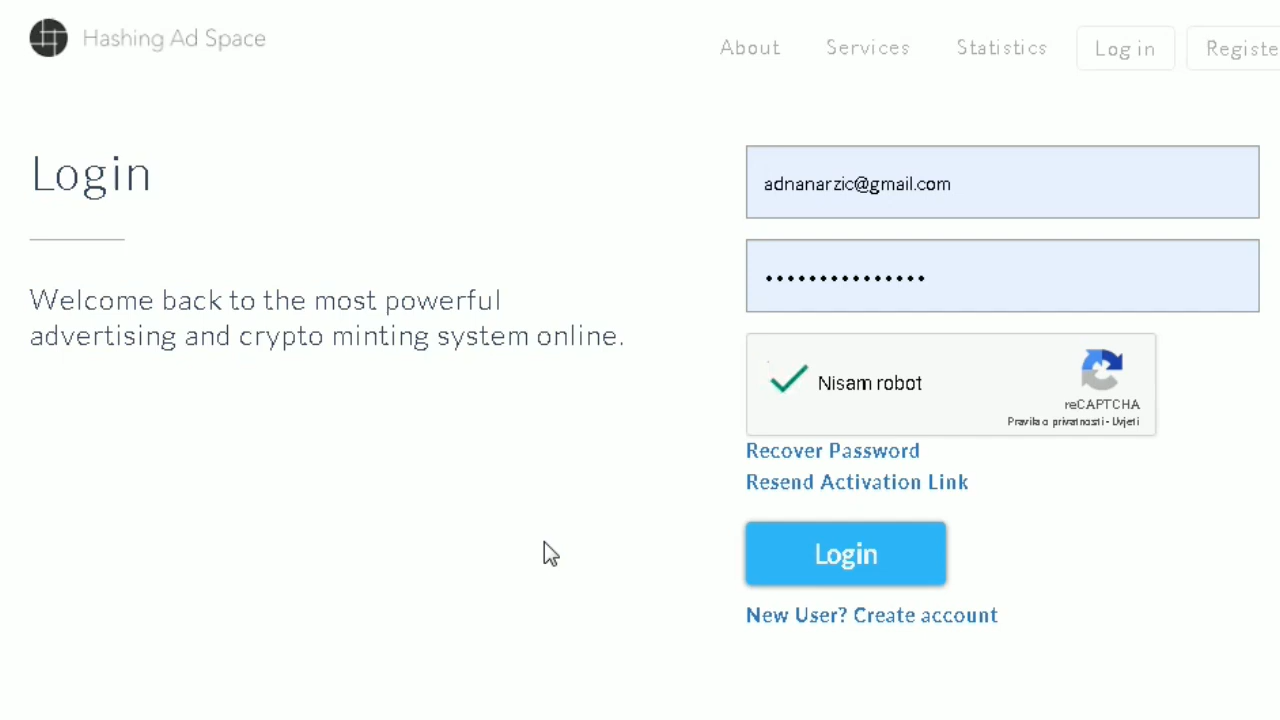 Hashing Ad Space
About Services Statistics Log in Registe
Login
Welcome back to the most powerful
advertising and crypto minting system online.
adnanarzic@gmail.com
•••••••••••••••
Nisam robot
reCAPTCHA
Pravila o privatnosti - Uvjeti
Recover Password
Resend Activation Link
Login
New User? Create account